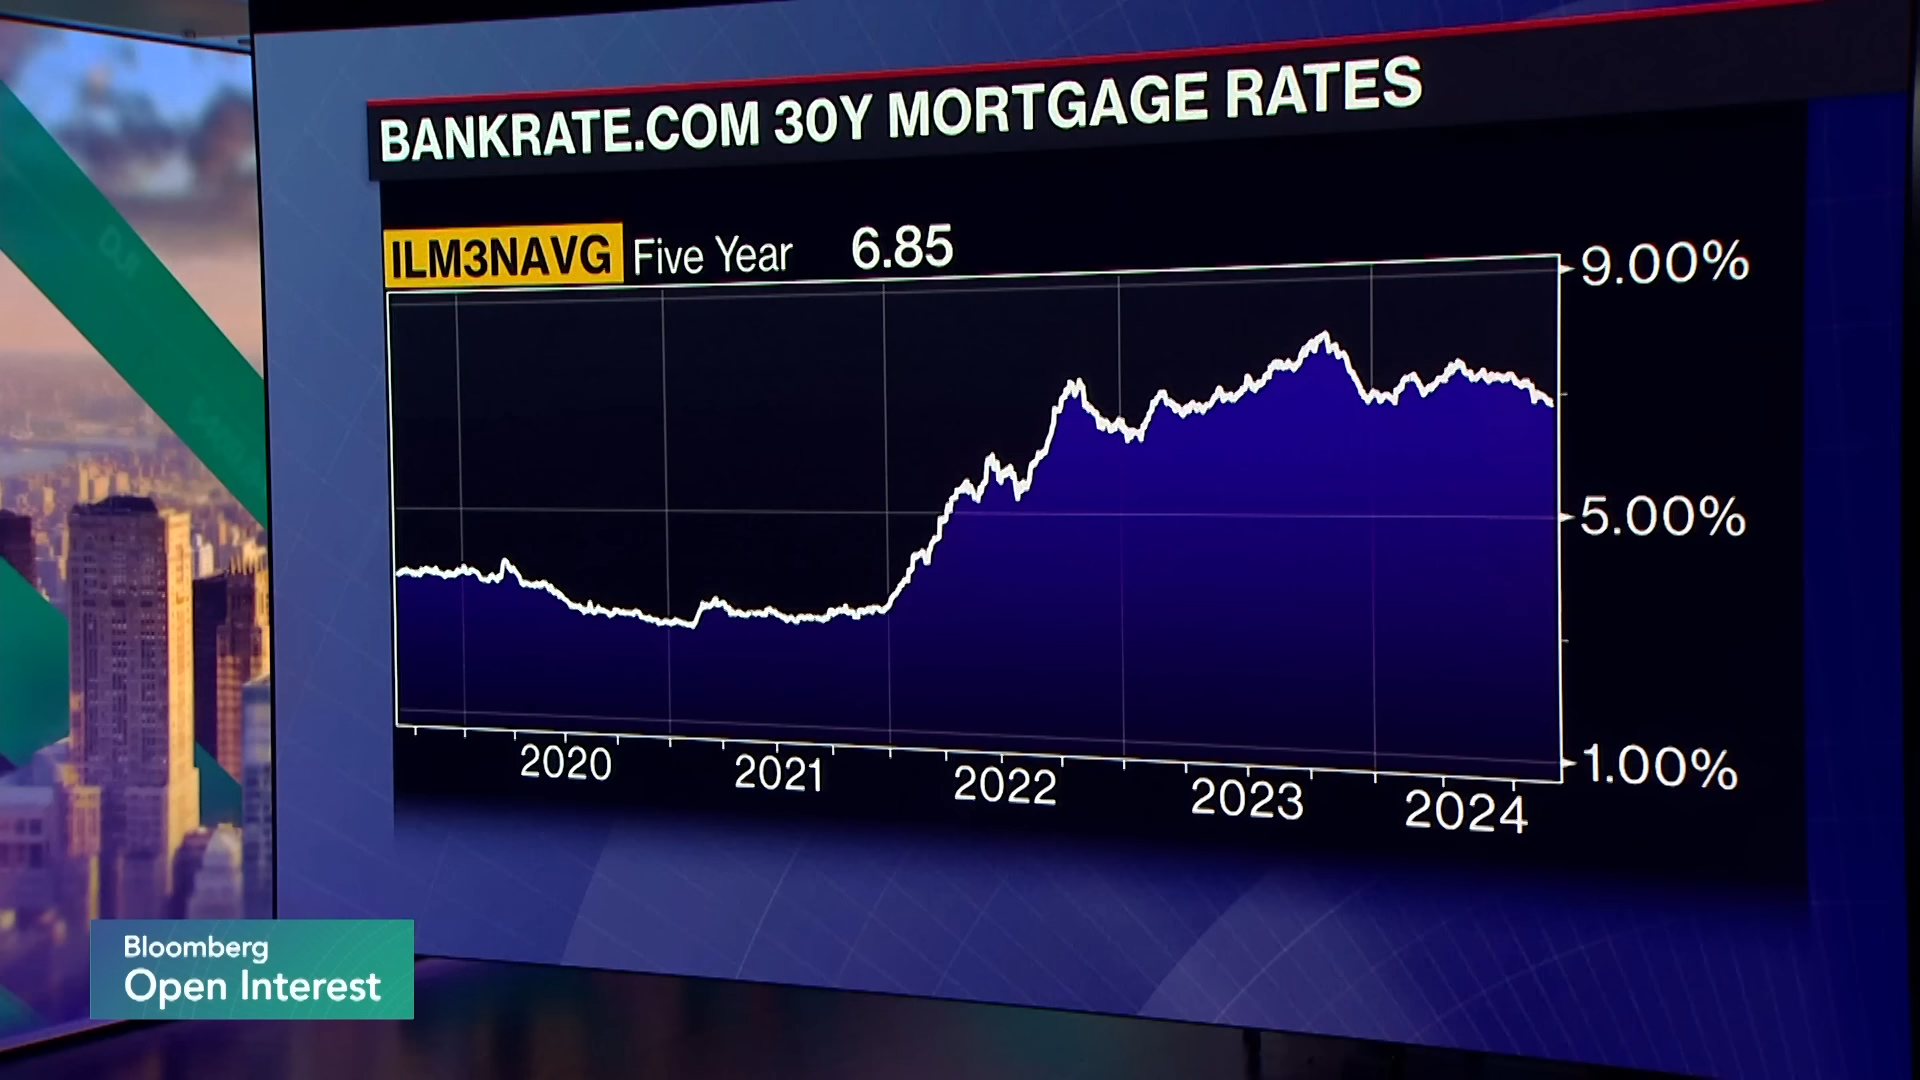 BANKRATE.COM 30Y MORTGAGE RATES
ILM3NAVG Five Year 6.85
9.00%
5.00%
1.00%
2020 2021 2022 2023 2024
Bloomberg
Open Interest